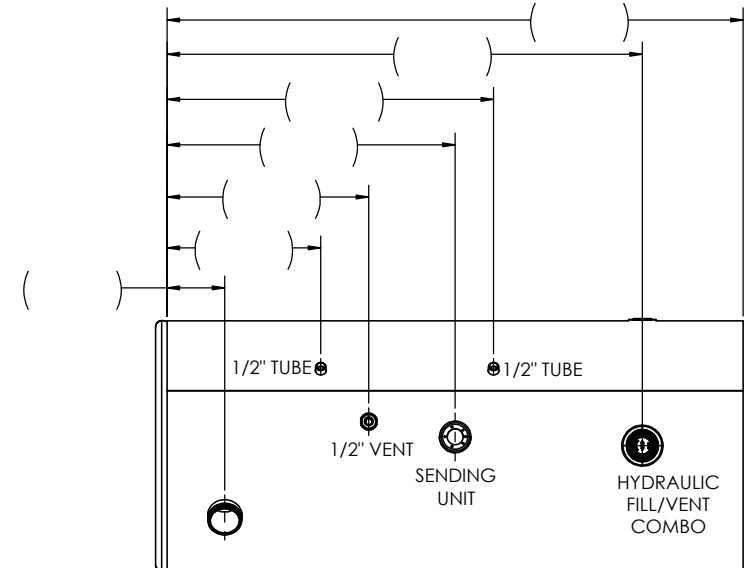 1/2" TUBE
1/2" TUBE
1/2" VENT
SENDING
UNIT
HYDRAULIC
FILL/VENT
COMBO